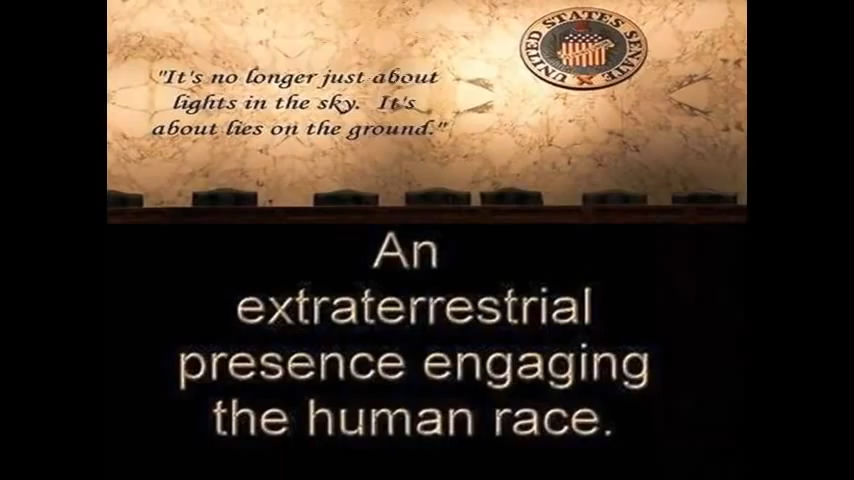 UNITED STATES SENATE
"It's no longer just about
lights in the sky. It's
about lies on the ground."
An
extraterrestrial
presence engaging
the human race.